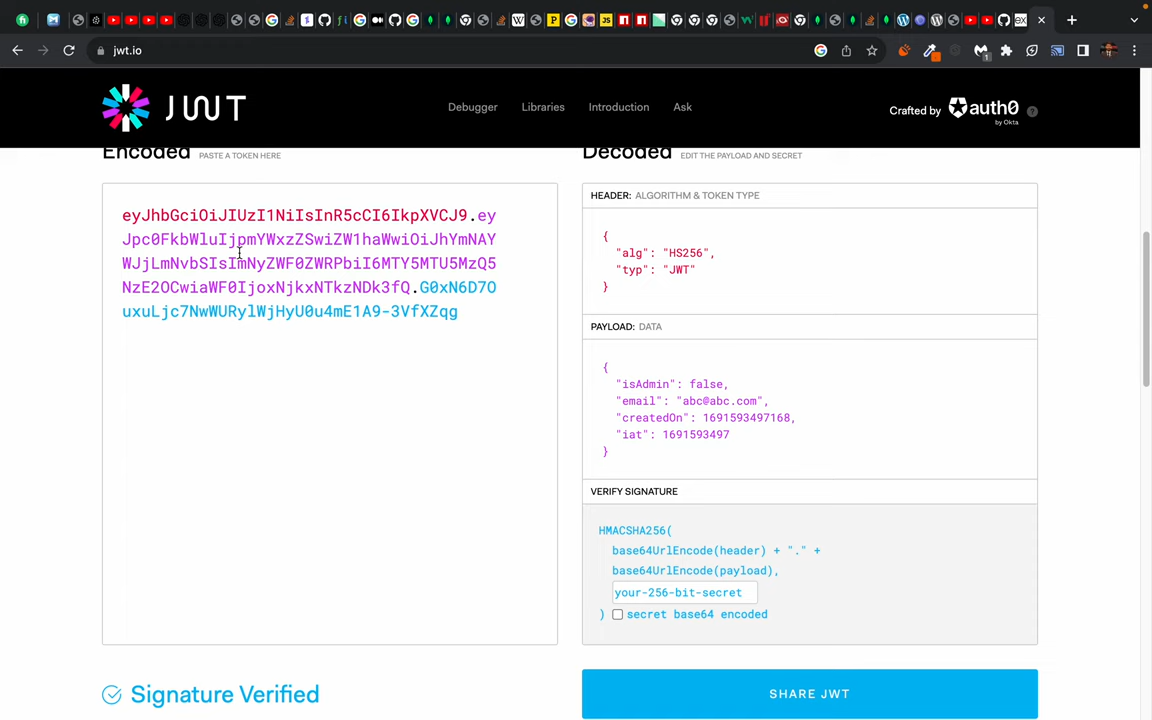 jwt.io
JWT
Debugger
Libraries
Introduction
Ask
Crafted by
auth0
by Okta
Encoded
PASTE A TOKEN HERE
Decoded
EDIT THE PAYLOAD AND SECRET
eyJhbGciOiJIUzI1NiIsInR5cCI6IkpXVCJ9.ey
Jpc0FkbWluIjpmYWxzZSwiZW1haWwiOiJhYmNAY
WJjLmNvbSIsImNyZWF0ZWRPbiI6MTY5MTU5MzQ5
NzE2OCwiaWF0IjoxNjkxNTkzNDk3fQ.G0xN6D7O
uxuLjc7NwWURylWjHyU0u4mE1A9-3VfXZqg
HEADER: ALGORITHM & TOKEN TYPE
{
"alg": "HS256",
"typ": "JWT"
}
PAYLOAD: DATA
{
"isAdmin": false,
"email": "abc@abc.com",
"createdOn": 1691593497168,
"iat": 1691593497
}
VERIFY SIGNATURE
HMACSHA256(
base64UrlEncode(header) + "." +
base64UrlEncode(payload),
your-256-bit-secret
) secret base64 encoded
Signature Verified
SHARE JWT